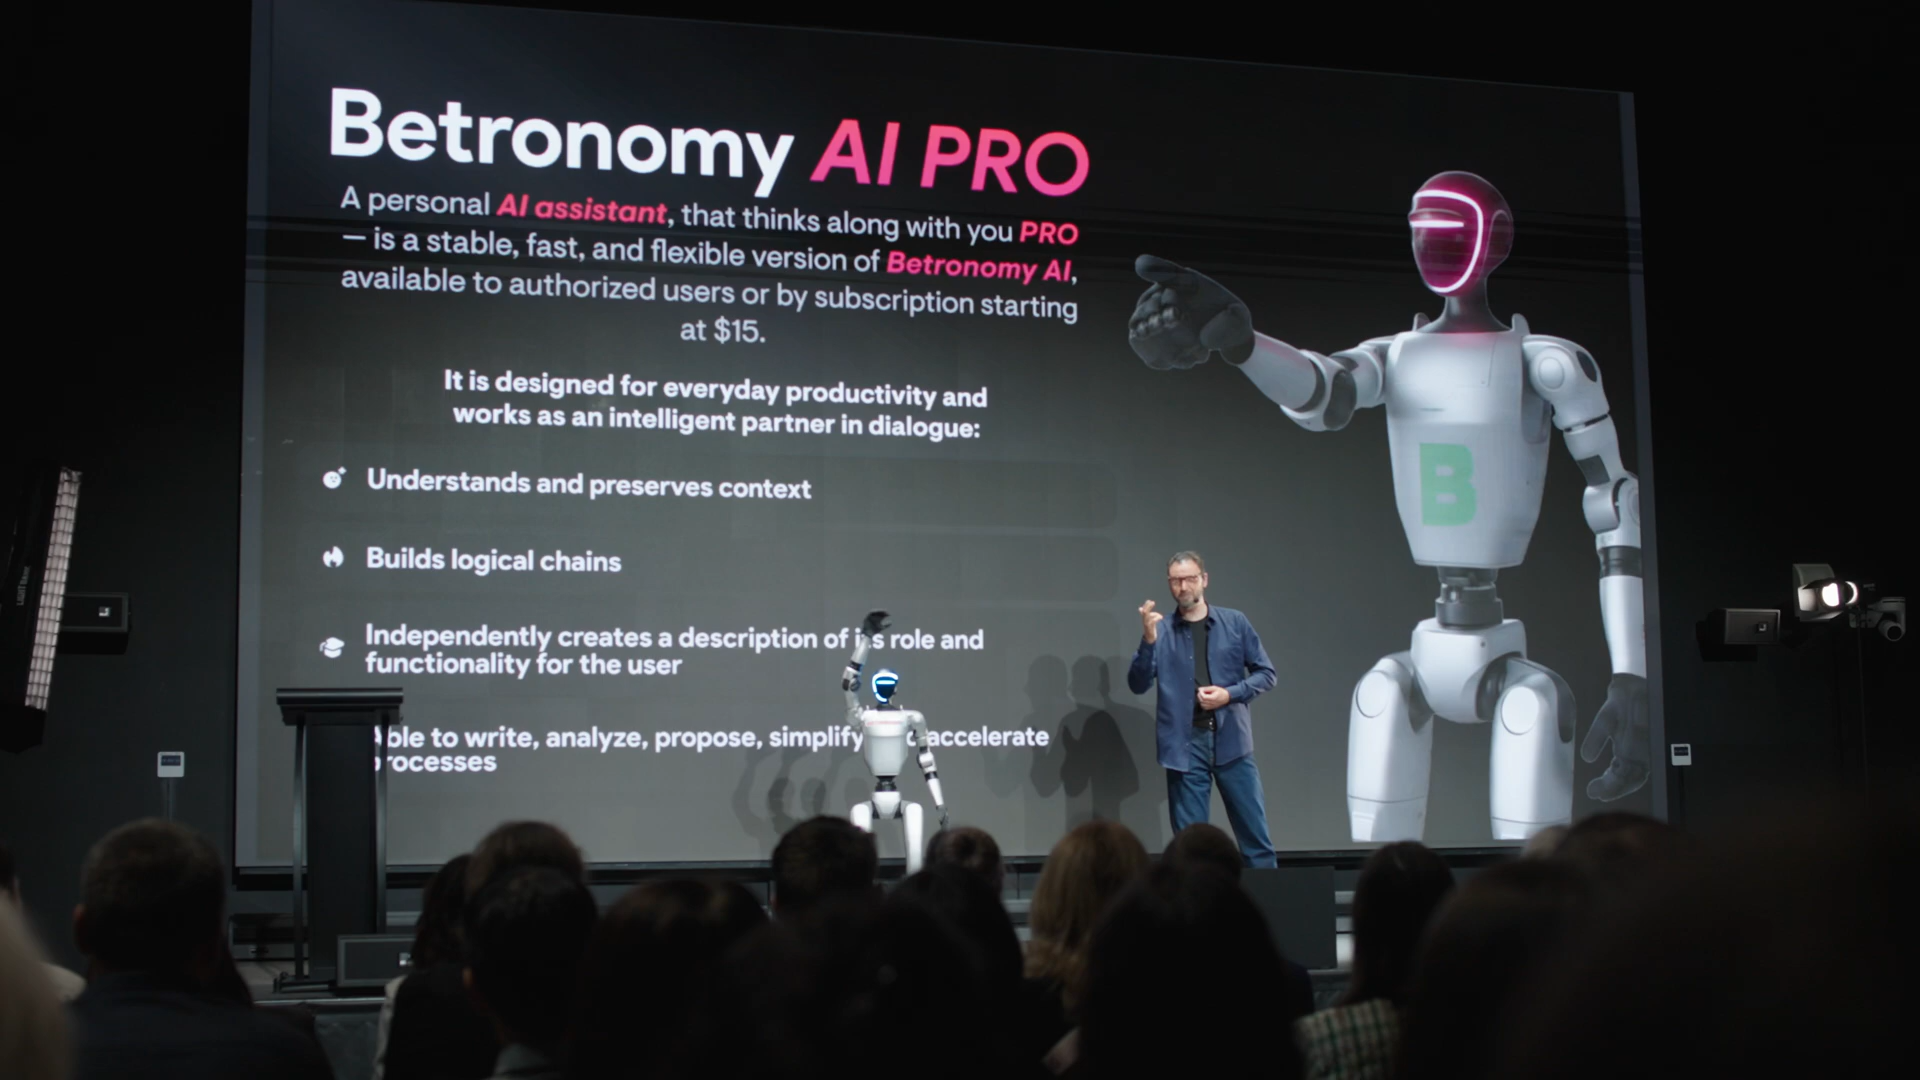 Betronomy AI PRO
A personal AI assistant, that thinks along with you PRO
— is a stable, fast, and flexible version of Betronomy AI,
available to authorized users or by subscription starting
at $15.
It is designed for everyday productivity and
works as an intelligent partner in dialogue:
Understands and preserves context
Builds logical chains
Independently creates a description of its role and
functionality for the user
Able to write, analyze, propose, simplify accelerate
processes
B